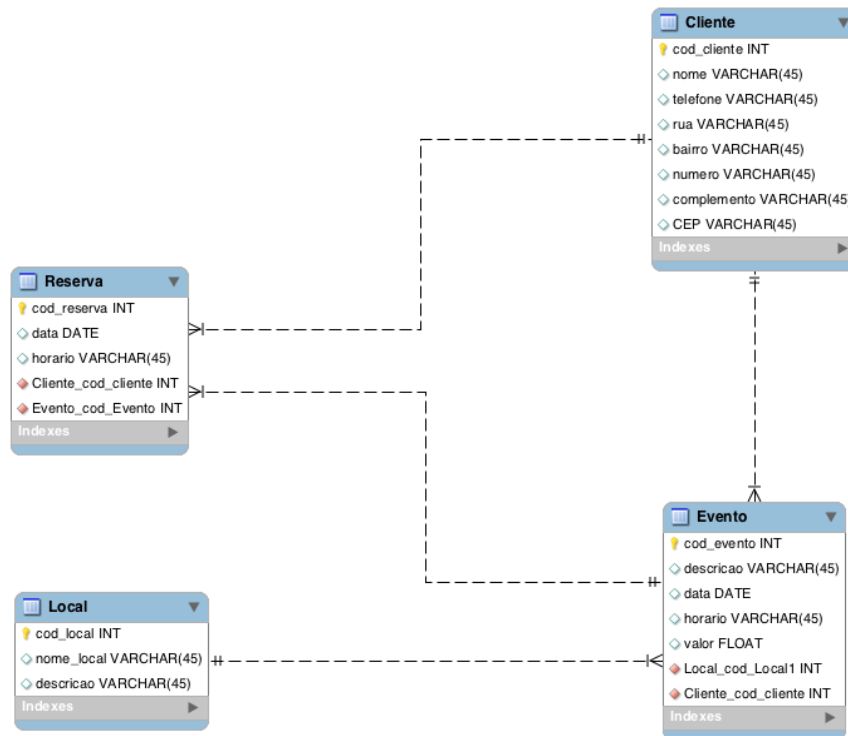 Cliente
cod_cliente INT
nome VARCHAR(45)
telefone VARCHAR(45)
rua VARCHAR(45)
bairro VARCHAR(45)
numero VARCHAR(45)
complemento VARCHAR(45)
CEP VARCHAR(45)
Indexes
Reserva
cod_reserva INT
data DATE
horario VARCHAR(45)
Cliente_cod_cliente INT
Evento_cod_Evento INT
Indexes
Evento
cod_evento INT
descricao VARCHAR(45)
data DATE
horario VARCHAR(45)
valor FLOAT
Local_cod_Local1 INT
Cliente_cod_cliente INT
Indexes
Local
cod_local INT
nome_local VARCHAR(45)
descricao VARCHAR(45)
Indexes